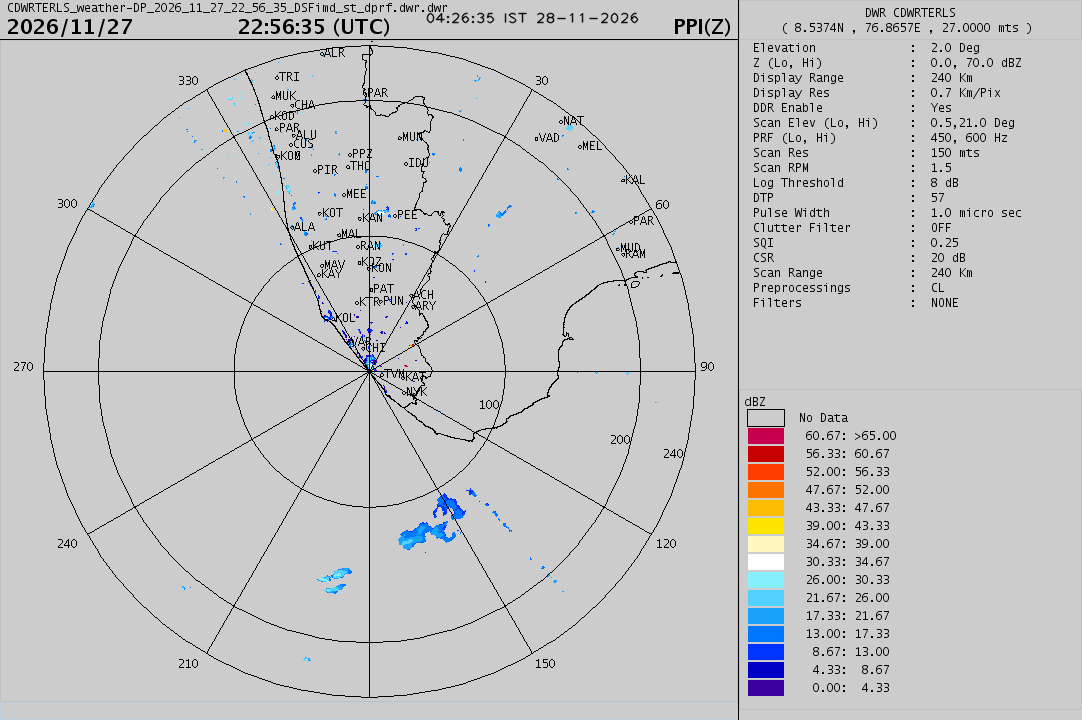 CDWRTERLS_weather-DP_2026_11_27_22_56_35_DSFimd_st_dprf.dwr.dwr
2026/11/27 22:56:35 (UTC) 04:26:35 IST 28-11-2026 PPI(Z)
DWR CDWRTERLS
( 8.5374N , 76.8657E , 27.0000 mts )
Elevation : 2.0 Deg
Z (Lo, Hi) : 0.0, 70.0 dBZ
Display Range : 240 Km
Display Res : 0.7 Km/Pix
DDR Enable : Yes
Scan Elev (Lo, Hi) : 0.5,21.0 Deg
PRF (Lo, Hi) : 450, 600 Hz
Scan Res : 150 mts
Scan RPM : 1.5
Log Threshold : 8 dB
DTP : 57
Pulse Width : 1.0 micro sec
Clutter Filter : OFF
SQI : 0.25
CSR : 20 dB
Scan Range : 240 Km
Preprocessings : CL
Filters : NONE
dBZ
No Data
60.67: >65.00
56.33: 60.67
52.00: 56.33
47.67: 52.00
43.33: 47.67
39.00: 43.33
34.67: 39.00
30.33: 34.67
26.00: 30.33
21.67: 26.00
17.33: 21.67
13.00: 17.33
8.67: 13.00
4.33: 8.67
0.00: 4.33
ALR
330
TRI
30
MUK
PAR
CHA
KOD
NAT
PAR
ALU
MUN
VAD
CUS
MEL
KOM
PPZ
THO
IDU
PIR
KAL
MEE
300
60
KOT
KAN
PEE
PAR
ALA
MAL
KUT_
RAN
MUD
RAM
MAV
KOZ
KON
KAY
PAT
ACH
KTR
PUN
ARY
KOL
VAR
CHI
270
90
TVM
KAT
NYK
100
200
240
240
120
210
150